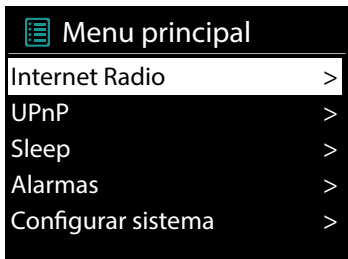 Menu principal
Internet Radio >
UPnP >
Sleep >
Alarmas >
Configurar sistema >